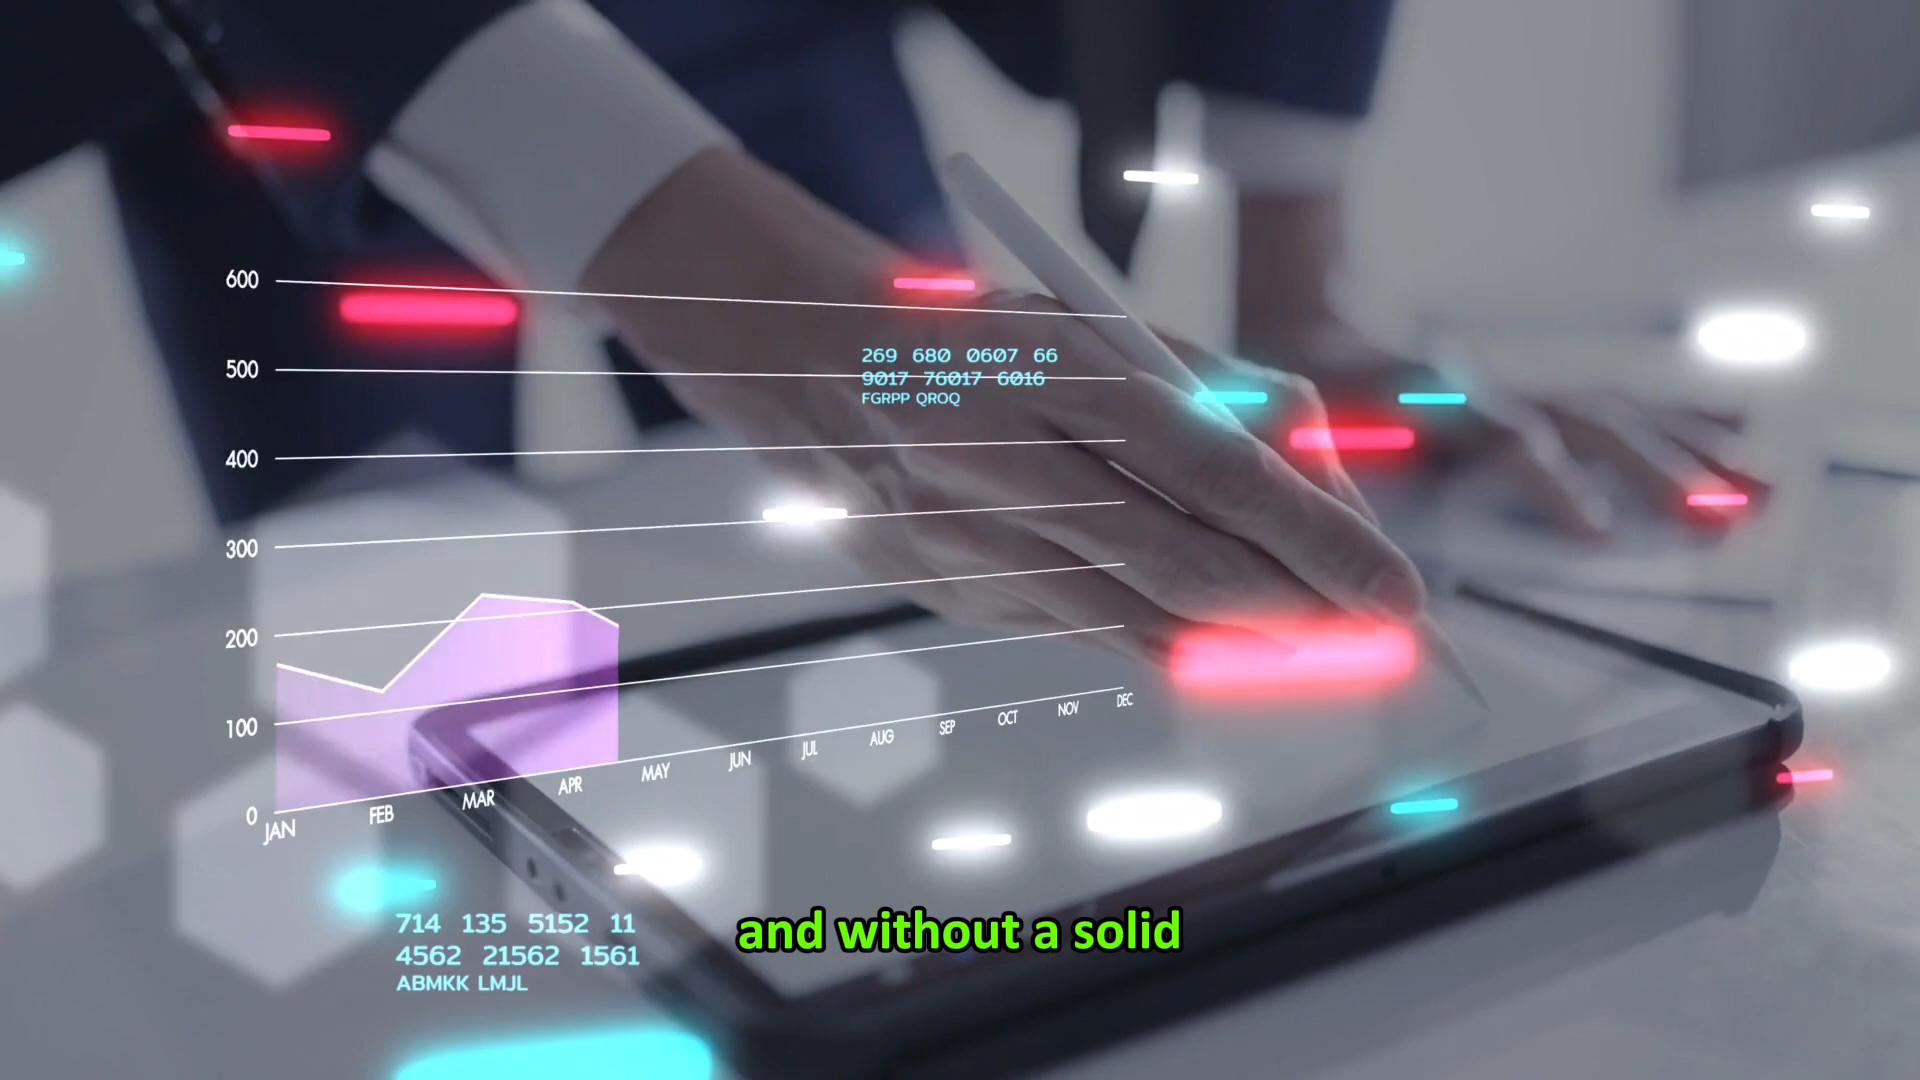 600
500
400
300
200
100
0
JAN FEB MAR APR MAY JUN JUL AUG SEP OCT NOV DEC
269 680 0607 66
9017 76017 6016
FGRPP QROQ
714 135 5152 11
4562 21562 1561
ABMKK LMJL
and without a solid